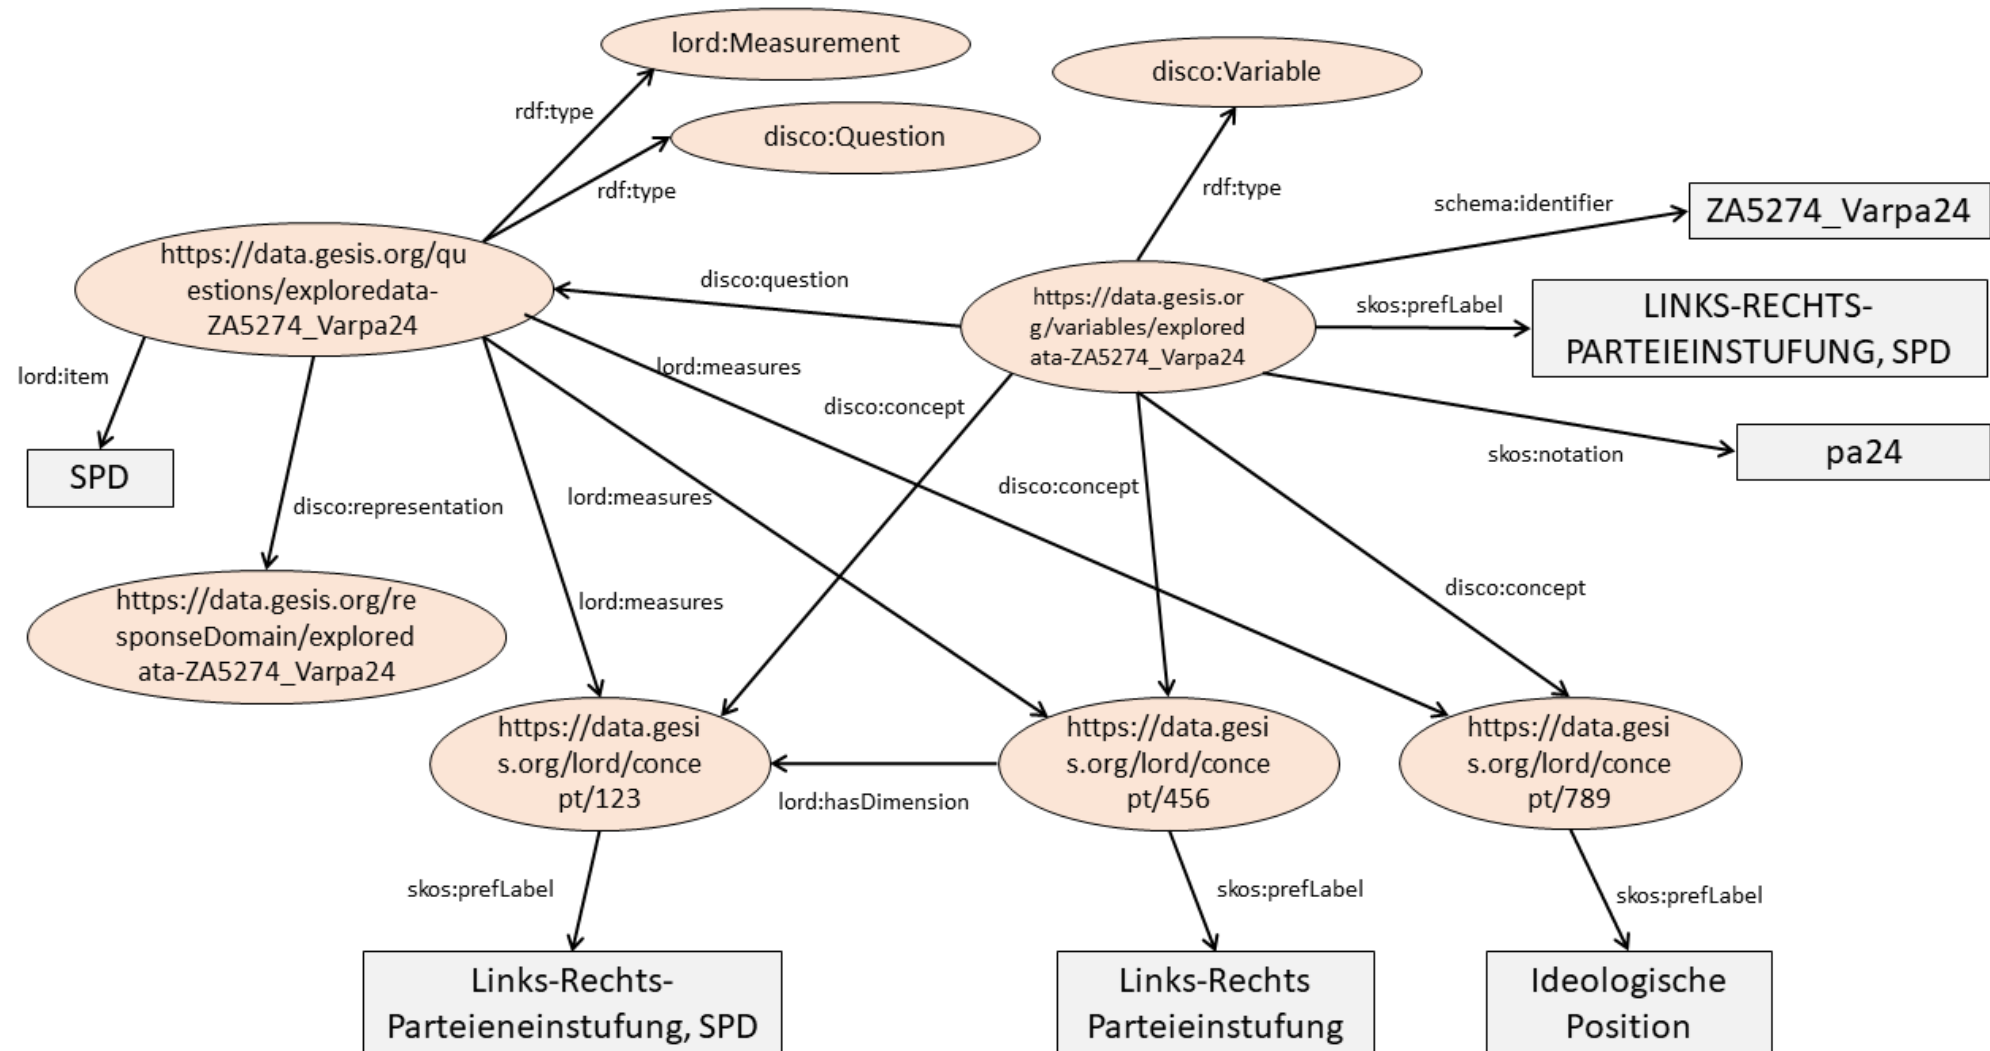 lord:Measurement
disco:Variable
rdf:type
disco:Question
rdf:type
rdf:type
schema:identifier
ZA5274_Varpa24
https://data.gesis.org/qu
estions/exploredata-
ZA5274_Varpa24
disco:question
https://data.gesis.or
g/variables/explored
ata-ZA5274_Varpa24
skos:prefLabel
LINKS-RECHTS-
PARTEIEINSTUFUNG, SPD
lord:item
lord:measures
disco:concept
skos:notation
pa24
SPD
disco:representation
lord:measures
disco:concept
https://data.gesis.org/re
sponseDomain/explored
ata-ZA5274_Varpa24
lord:measures
disco:concept
https://data.gesi
s.org/lord/conce
pt/123
lord:hasDimension
https://data.gesi
s.org/lord/conce
pt/456
https://data.gesi
s.org/lord/conce
pt/789
skos:prefLabel
skos:prefLabel
skos:prefLabel
Links-Rechts-
Parteieneinstufung, SPD
Links-Rechts
Parteieinstufung
Ideologische
Position